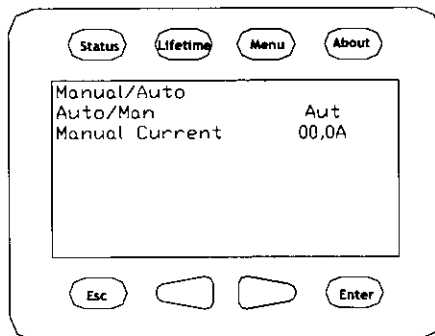 Status Lifetime Menu About
Manual/Auto
Auto/Man Aut
Manual Current 00,0A
Esc Enter